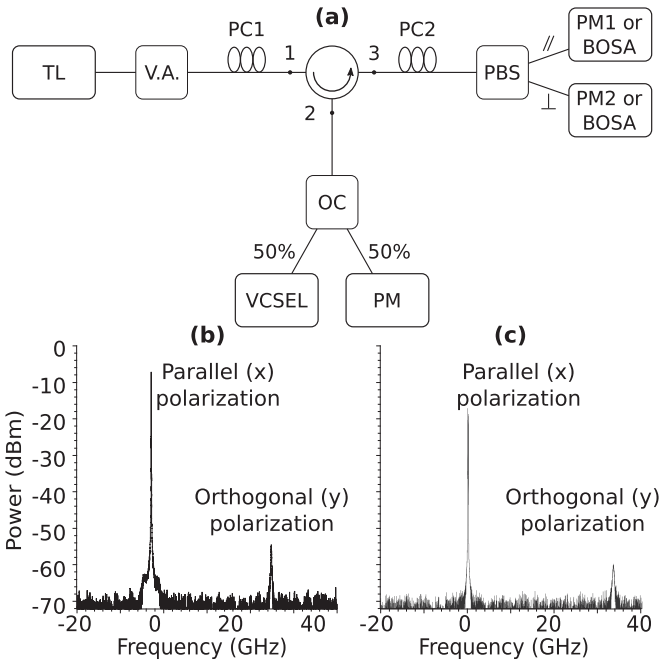 (a)
PC1
PC2
TL
V.A.
1
3
2
PBS
//
PM1 or
BOSA
⊥
PM2 or
BOSA
OC
50%
50%
VCSEL
PM
(b)
(c)
Power (dBm)
0
-10
-20
-30
-40
-50
-60
-70
Parallel (x)
polarization
Orthogonal (y)
polarization
-20
0
20
40
Frequency (GHz)
Parallel (x)
polarization
Orthogonal (y)
polarization
-20
0
20
40
Frequency (GHz)